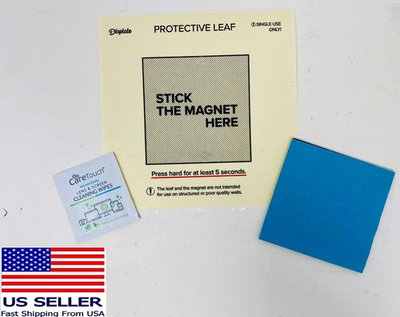 Displate
PROTECTIVE LEAF
! SINGLE USE
ONLY!
STICK
THE MAGNET
HERE
Press hard for at least 5 seconds.
! The leaf and the magnet are not intended
for use on structured or poor quality walls.
CareTouch
LENS & SCREEN
CLEANING WIPES
US SELLER
Fast Shipping From USA